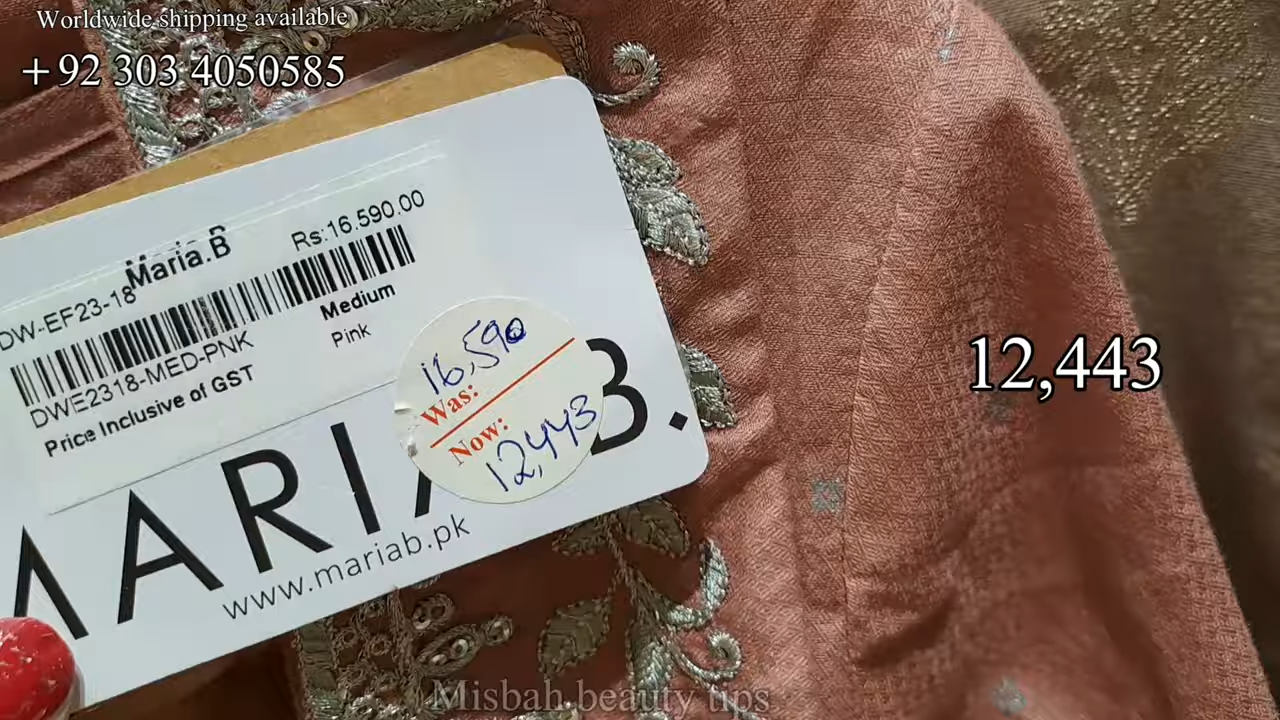 Worldwide shipping available
+92 303 4050585
Maria.B
Rs:16.590.00
DW-EF23-18
Medium
DWE2318-MED-PNK
Pink
Price Inclusive of GST
16,590
Was:
Now:
12,443
MARIA B.
www.mariab.pk
12,443
Misbah beauty tips